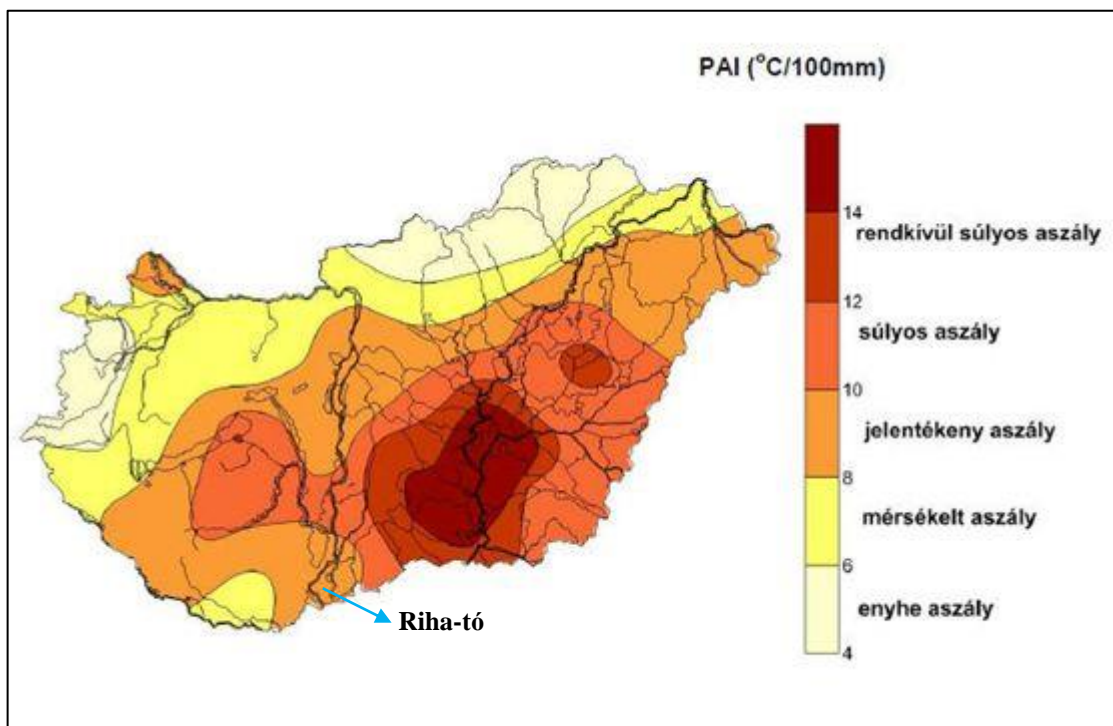 PAI (°C/100mm)
14
rendkívül súlyos aszály
12
súlyos aszály
10
jelentékeny aszály
8
mérsékelt aszály
6
enyhe aszály
4
Riha-tó